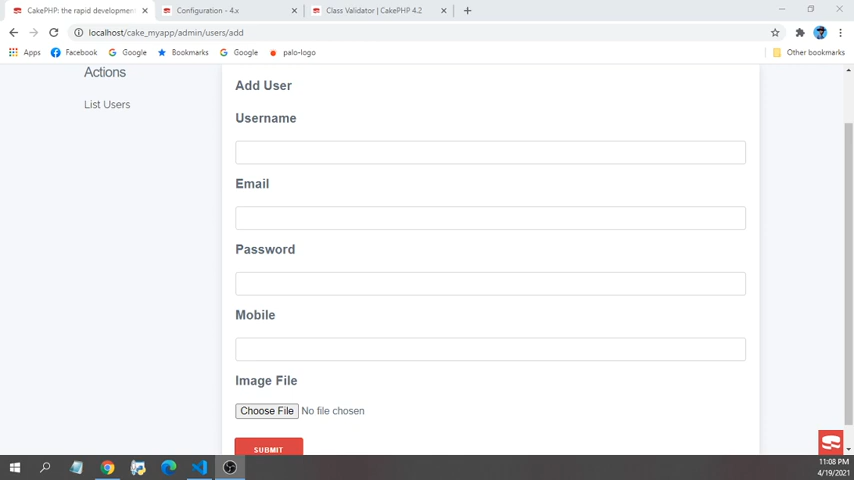 CakePHP: the rapid development
Configuration - 4.x
Class Validator | CakePHP 4.2
localhost/cake_myapp/admin/users/add
Apps
Facebook
Google
Bookmarks
Google
palo-logo
Other bookmarks
Actions
List Users
Add User
Username
Email
Password
Mobile
Image File
Choose File No file chosen
SUBMIT
11:08 PM
4/19/2021